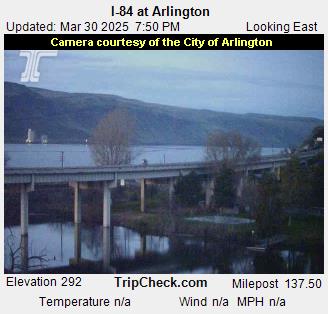 I-84 at Arlington
Updated: Mar 30 2025 7:50 PM Looking East
Camera courtesy of the City of Arlington
Elevation 292 TripCheck.com Milepost 137.50
Temperature n/a Wind n/a MPH n/a